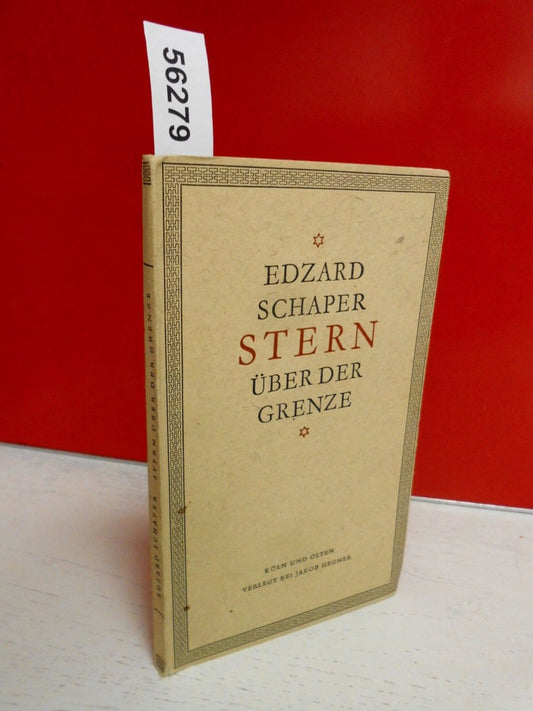 56279
EDZARD
SCHAPER
STERN
ÜBER DER
GRENZE
KÖLN UND OLTEN
VERLEGT BEI JAKOB HEGNER
EDZARD SCHAPER · STERN ÜBER DER GRENZE